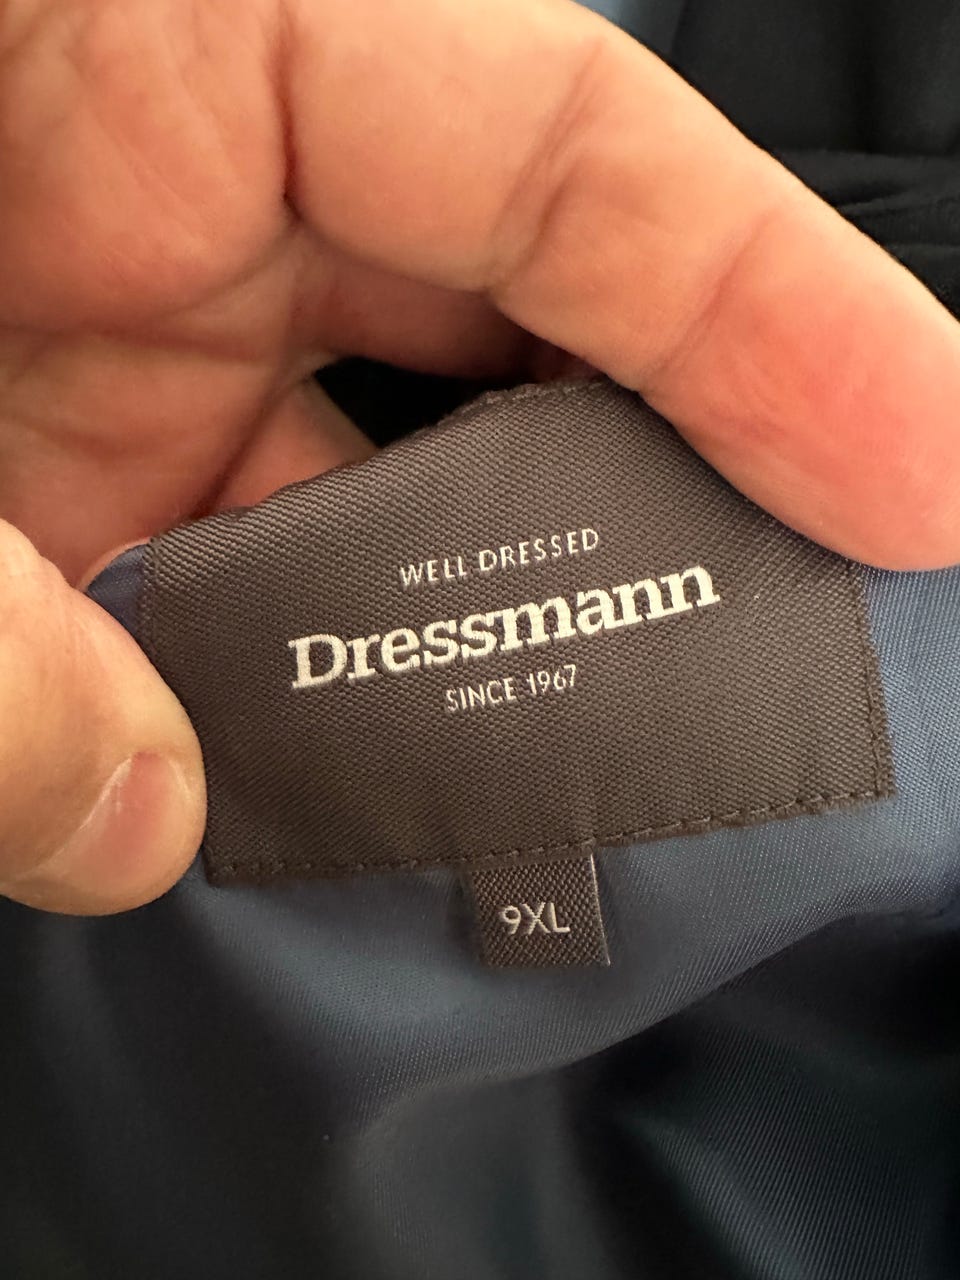 WELL DRESSED
Dressmann
SINCE 1967
9XL